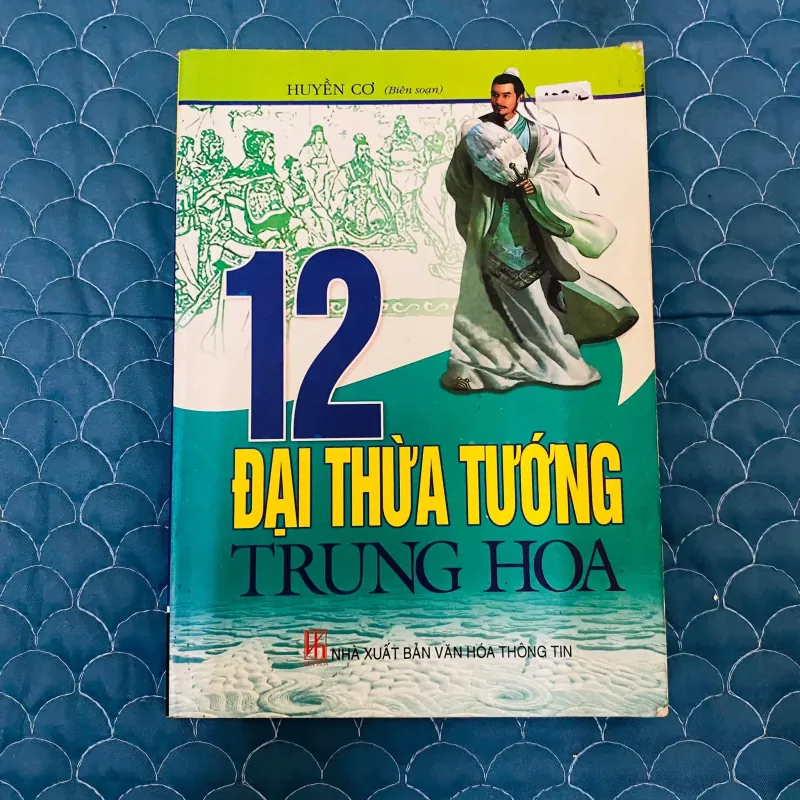 HUYỀN CƠ (Biên soạn)
12
ĐẠI THỪA TƯỚNG
TRUNG HOA
NHÀ XUẤT BẢN VĂN HÓA THÔNG TIN